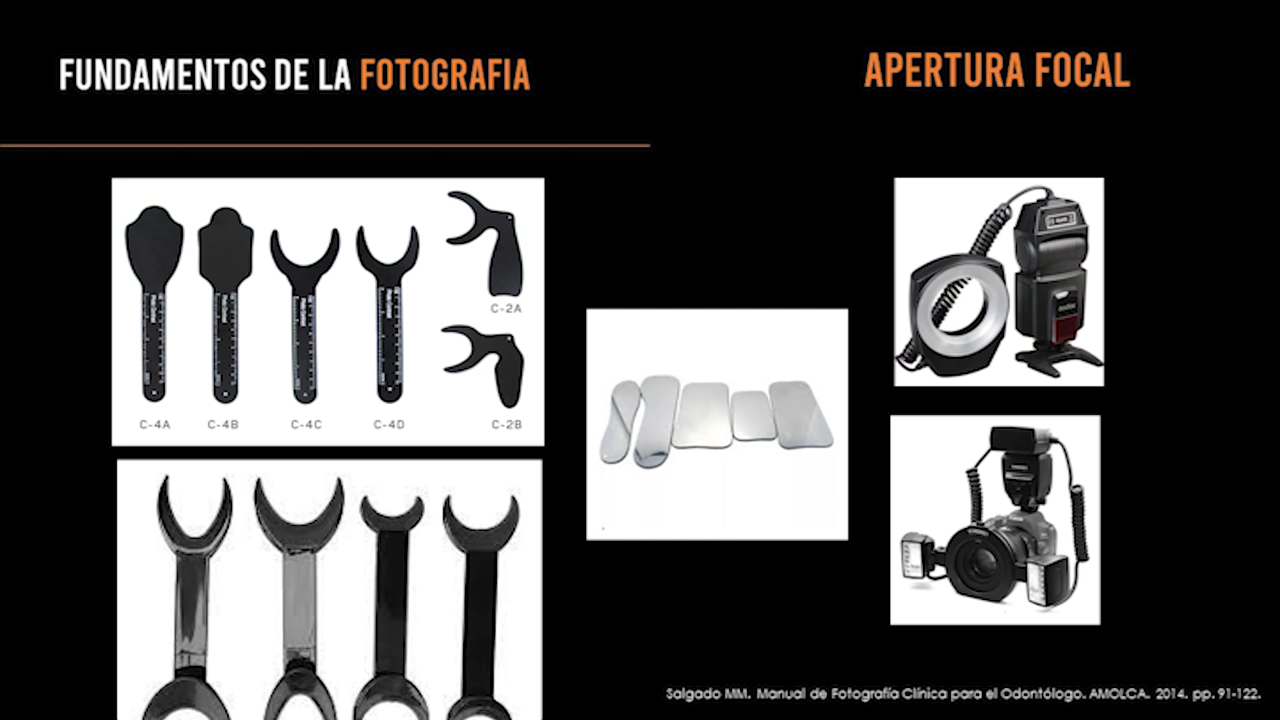 FUNDAMENTOS DE LA FOTOGRAFIA
APERTURA FOCAL
C-2A
C-4A
C-4B
C-4C
C-4D
C-2B
Salgado MM. Manual de Fotografía Clínica para el Odontólogo. AMOLCA. 2014. pp. 91-122.